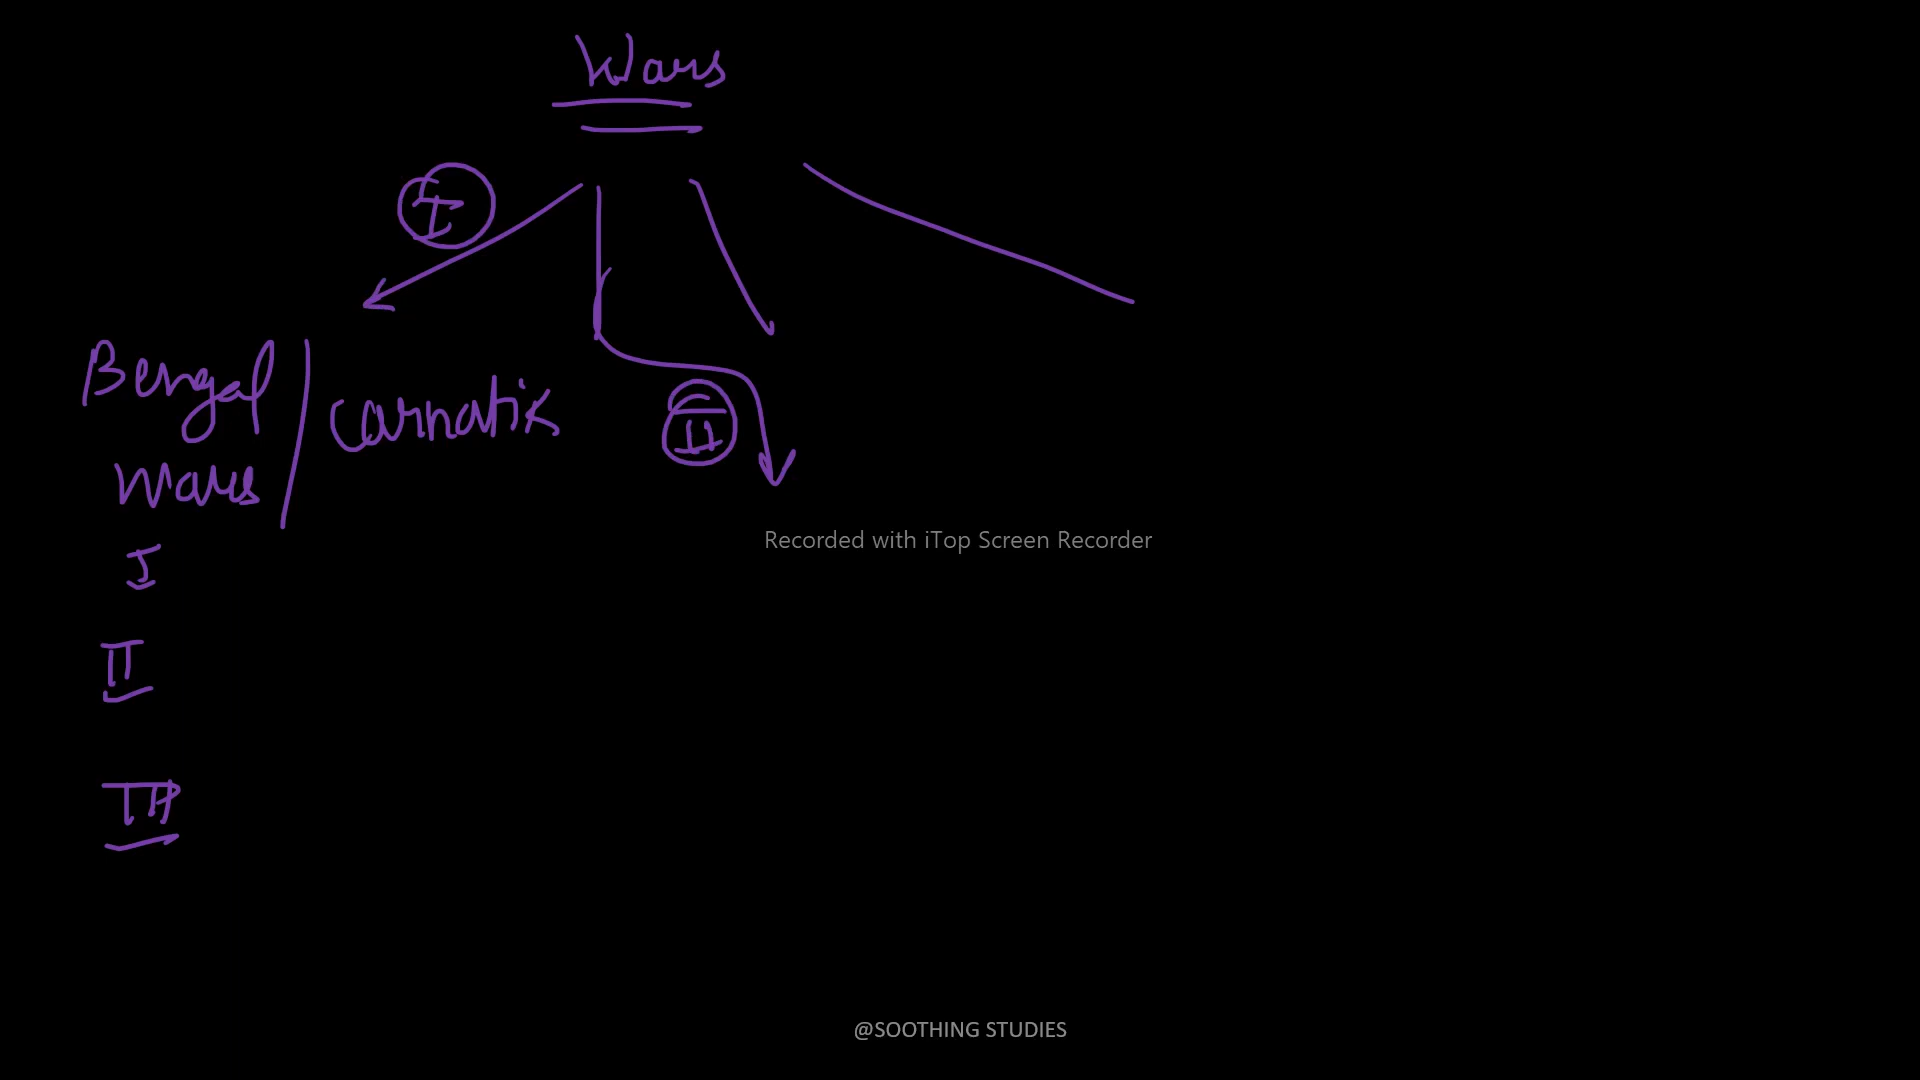 Wars
I
Bengal / Carnatic
Wars
II
I
II
III
Recorded with iTop Screen Recorder
@SOOTHING STUDIES